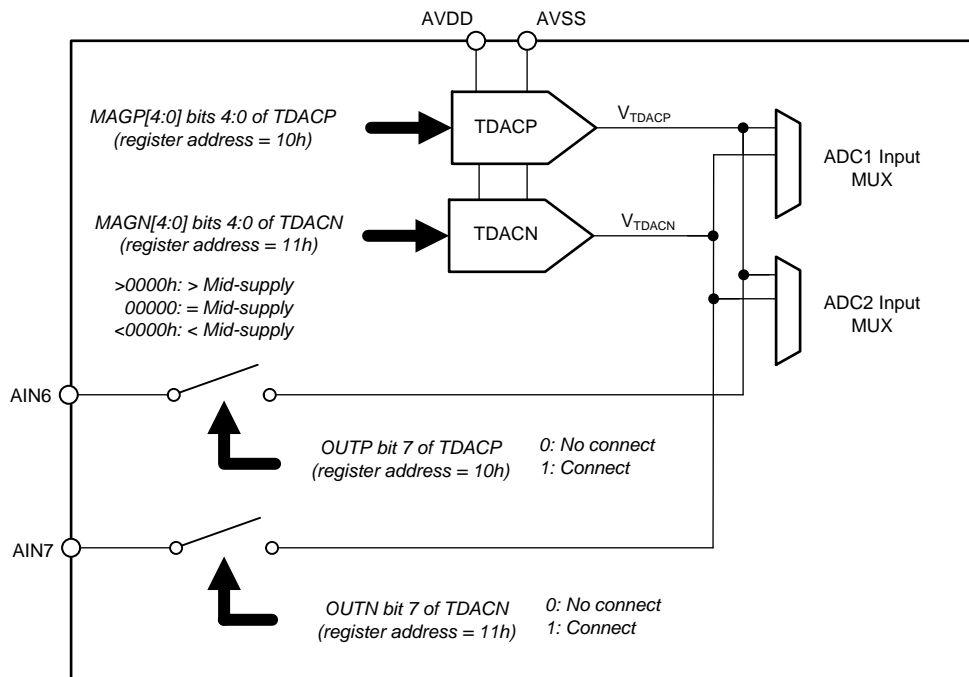 AVDD
AVSS
MAGP[4:0] bits 4:0 of TDACP
(register address = 10h)
TDACP
VTDACP
ADC1 Input
MUX
MAGN[4:0] bits 4:0 of TDACN
(register address = 11h)
TDACN
VTDACN
>0000h: > Mid-supply
00000: = Mid-supply
<0000h: < Mid-supply
ADC2 Input
MUX
AIN6
OUTP bit 7 of TDACP
(register address = 10h)
0: No connect
1: Connect
AIN7
OUTN bit 7 of TDACN
(register address = 11h)
0: No connect
1: Connect